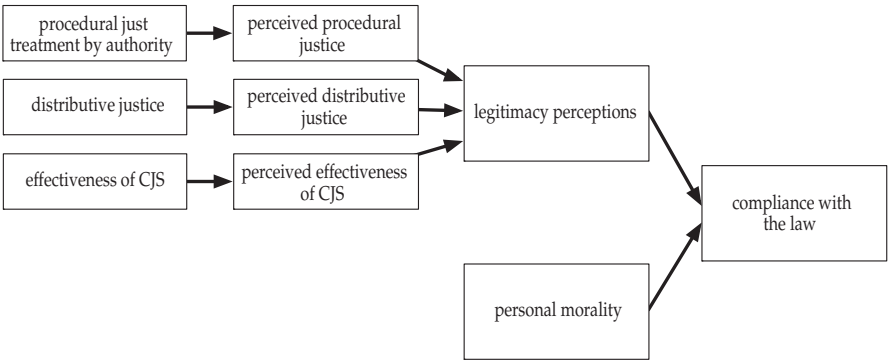 procedural just
treatment by authority
perceived procedural
justice
distributive justice
perceived distributive
justice
legitimacy perceptions
effectiveness of CJS
perceived effectiveness
of CJS
compliance with
the law
personal morality